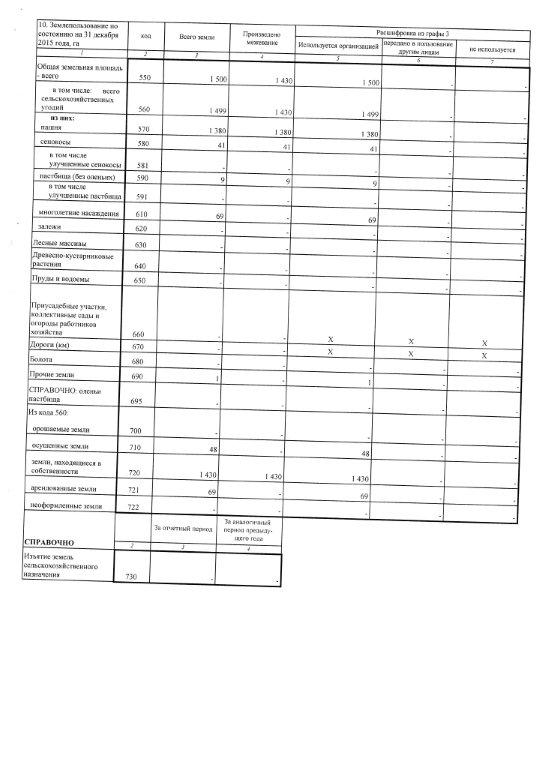 10. Землепользование по состоянию на 31 декабря 2015 года, га | код | Всего земли | Произведено межевание | Расшифровка из графы 3
Используется организацией | передано в пользование другим лицам | не используется
1 | 2 | 3 | 4 | 5 | 6 | 7
Общая земельная площадь - всего | 550 | 1 500 | 1 430 | 1 500 | - | -
в том числе: всего сельскохозяйственных угодий | 560 | 1 499 | 1 430 | 1 499 | - | -
из них:
пашня | 570 | 1 380 | 1 380 | 1 380 | - | -
сенокосы | 580 | 41 | 41 | 41 | - | -
в том числе улучшенные сенокосы | 581 | - | - | - | - | -
пастбища (без оленьих) | 590 | 9 | 9 | 9 | - | -
в том числе улучшенные пастбища | 591 | - | - | - | - | -
многолетние насаждения | 610 | 69 | - | 69 | - | -
залежи | 620 | - | - | - | - | -
Лесные массивы | 630 | - | - | - | - | -
Древесно-кустарниковые растения | 640 | - | - | - | - | -
Пруды и водоемы | 650 | - | - | - | - | -
Приусадебные участки, коллективные сады и огороды работников хозяйства | 660 | - | - | Х | Х | Х
Дороги (км) | 670 | - | - | Х | Х | Х
Болота | 680 | - | - | - | - | -
Прочие земли | 690 | 1 | - | 1 | - | -
СПРАВОЧНО: оленьи пастбища | 695 | - | - | - | - | -
Из кода 560:
орошаемые земли | 700 | - | - | - | - | -
осушенные земли | 710 | 48 | - | 48 | - | -
земли, находящиеся в собственности | 720 | 1 430 | 1 430 | 1 430 | - | -
арендованные земли | 721 | 69 | - | 69 | - | -
неоформленные земли | 722 | - | - | - | - | -
СПРАВОЧНО | За отчетный период | За аналогичный период предыду-щего года
2 | 3 | 4
Изъятие земель сельскохозяйственного назначения | 730 | - | -